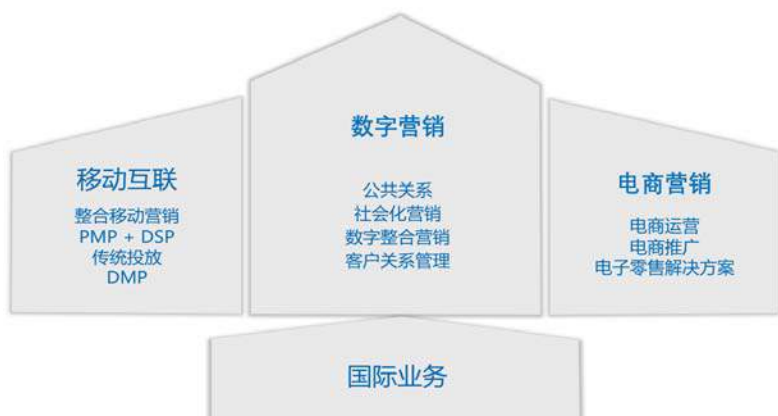 数字营销
公共关系
社会化营销
数字整合营销
客户关系管理
移动互联
整合移动营销
PMP + DSP
传统投放
DMP
电商营销
电商运营
电商推广
电子零售解决方案
国际业务